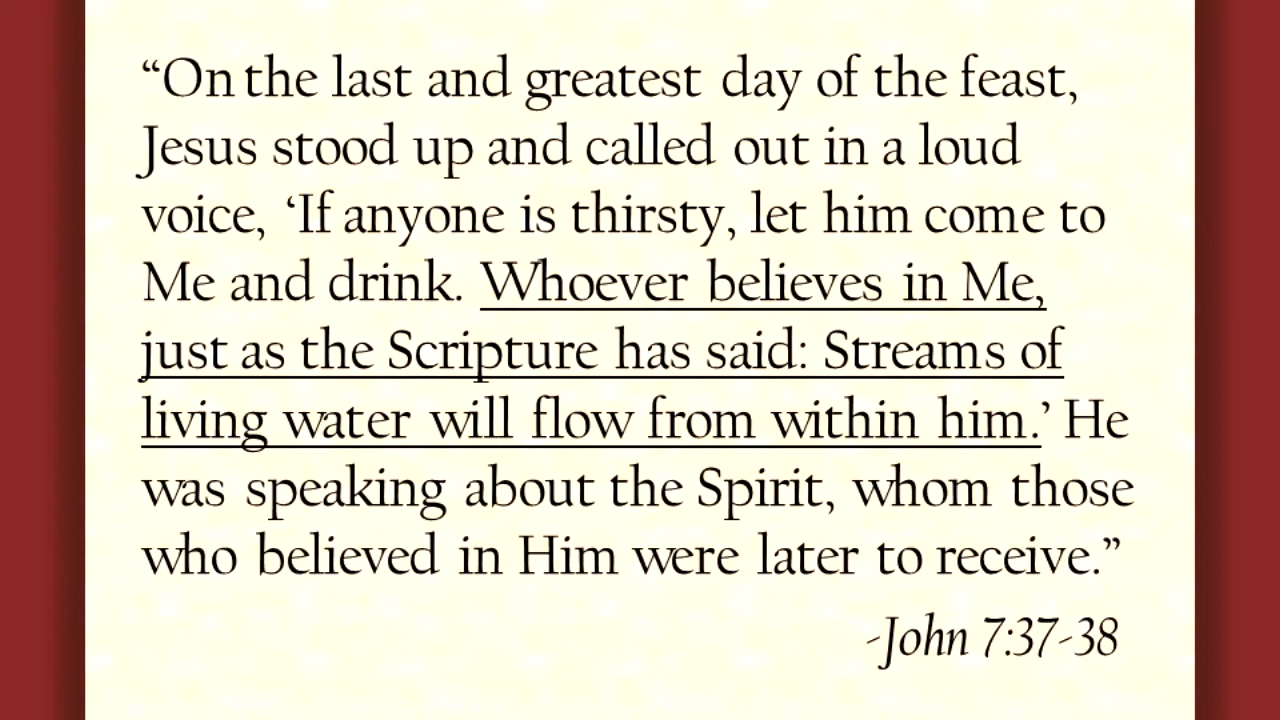 “On the last and greatest day of the feast,
Jesus stood up and called out in a loud
voice, ‘If anyone is thirsty, let him come to
Me and drink. Whoever believes in Me,
just as the Scripture has said: Streams of
living water will flow from within him.’ He
was speaking about the Spirit, whom those
who believed in Him were later to receive.”
-John 7:37-38